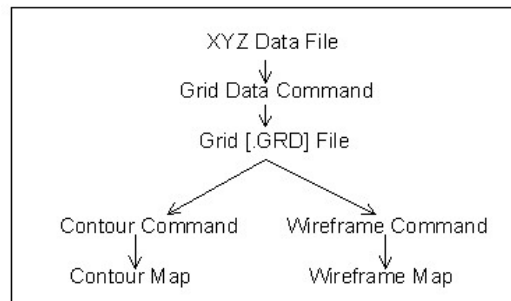 XYZ Data File
Grid Data Command
Grid [.GRD] File
Contour Command
Wireframe Command
Contour Map
Wireframe Map